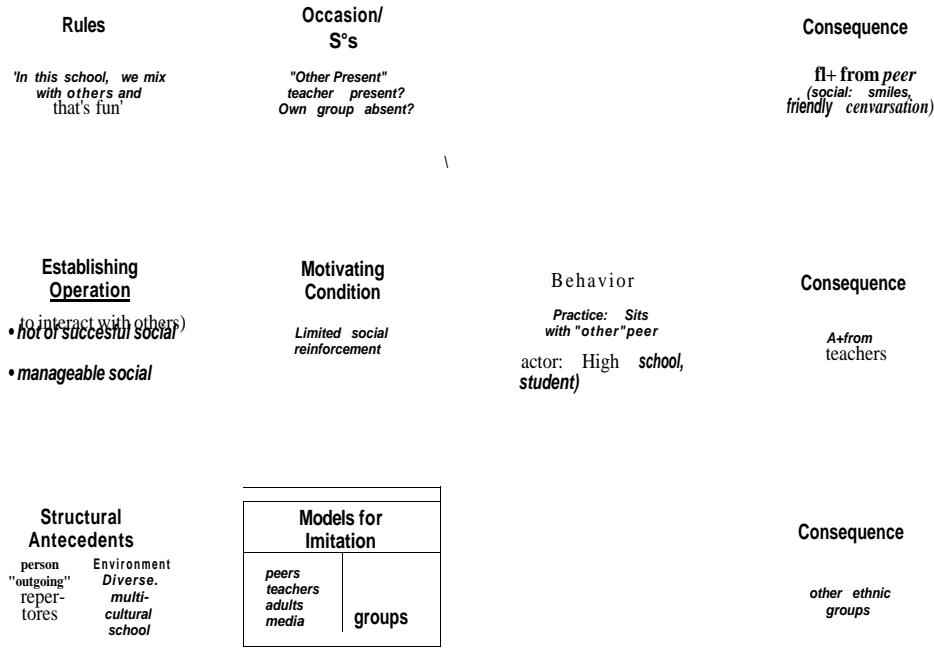 Rules
'In this school, we mix
with others and
that's fun'
Occasion/
S°s
"Other Present"
teacher present?
Own group absent?
Consequence
fl+ from peer
(social: smiles,
friendly cenvarsation)
\
Establishing
Operation
to interact with others)
• hot of succesful social
• manageable social
Motivating
Condition
Limited social
reinforcement
Behavior
Practice: Sits
with "other"peer
actor: High school,
student)
Consequence
A+from
teachers
Structural
Antecedents
person
"outgoing"
reper-
tores
Environment
Diverse.
multi-
cultural
school
Models for
Imitation
peers
teachers
adults
media
groups
Consequence
other ethnic
groups